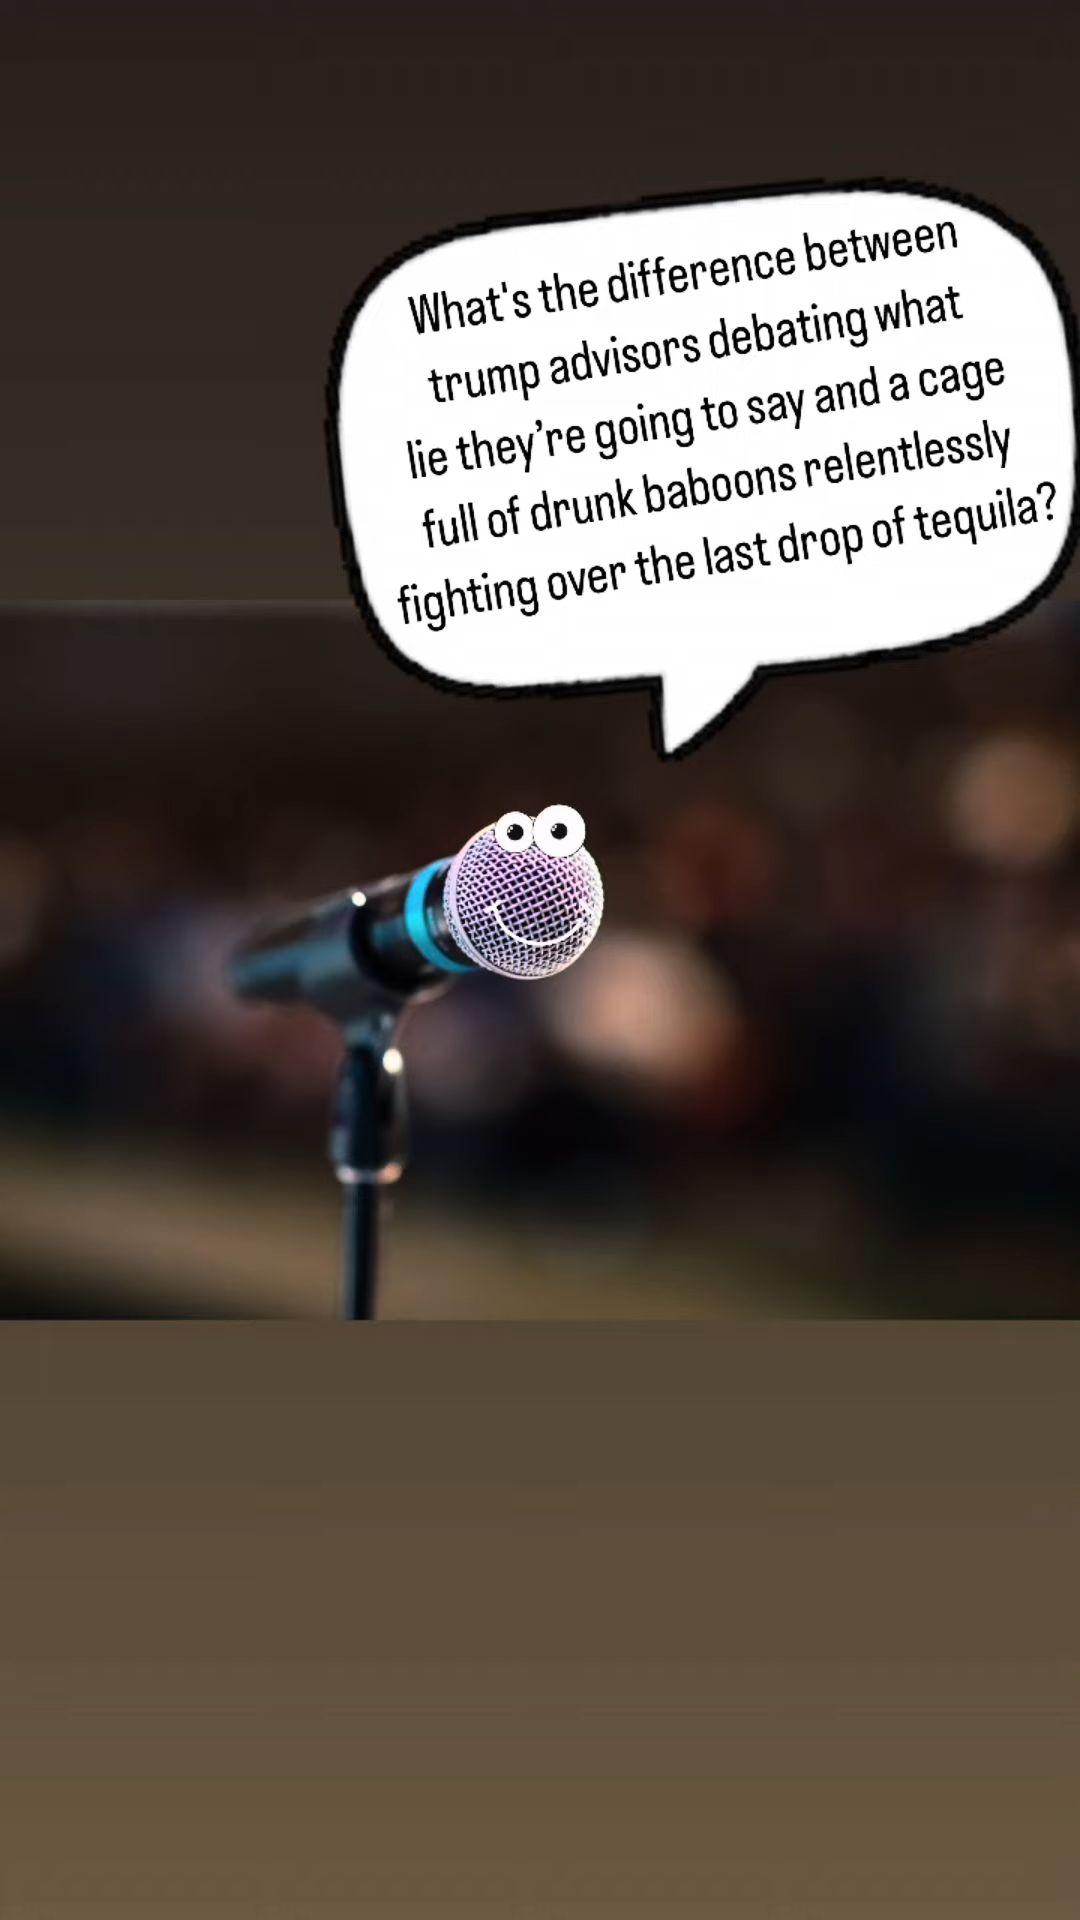 What's the difference between
trump advisors debating what
lie they’re going to say and a cage
full of drunk baboons relentlessly
fighting over the last drop of tequila?